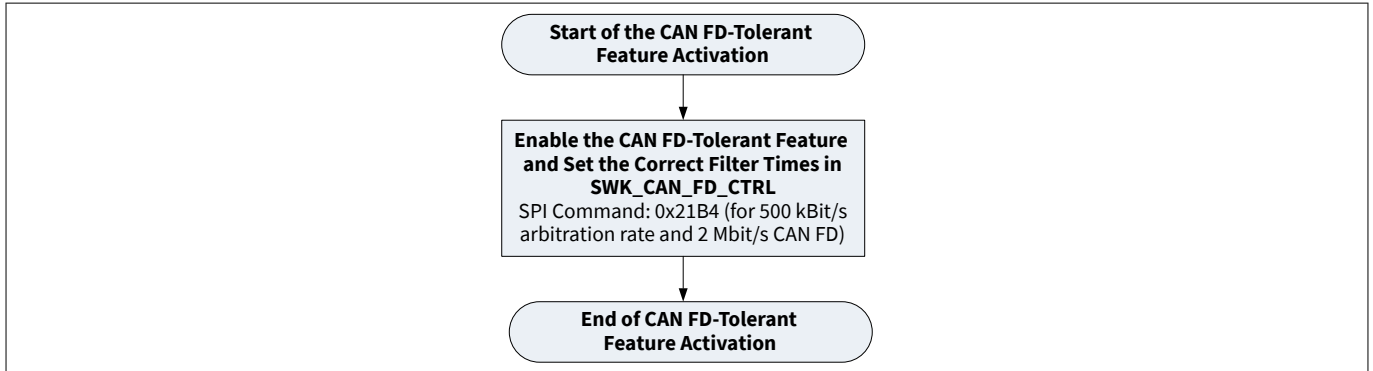 Start of the CAN FD-Tolerant
Feature Activation
Enable the CAN FD-Tolerant Feature
and Set the Correct Filter Times in
SWK_CAN_FD_CTRL
SPI Command: 0x21B4 (for 500 kBit/s
arbitration rate and 2 Mbit/s CAN FD)
End of CAN FD-Tolerant
Feature Activation